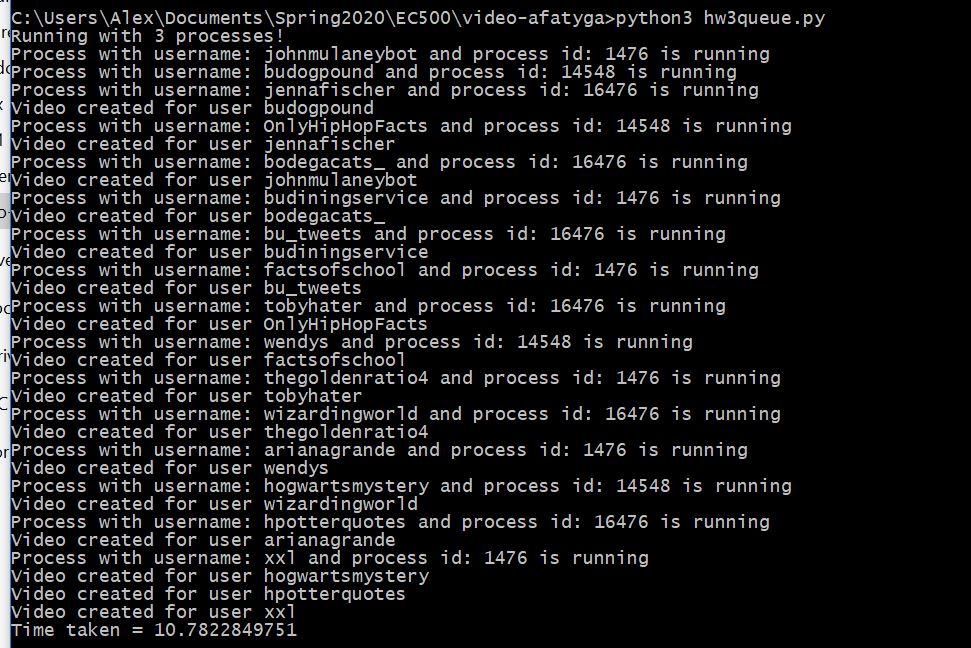 C:\Users\Alex\Documents\Spring2020\EC500\video-afatyga>python3 hw3queue.py
Running with 3 processes!
Process with username: johnmulaneybot and process id: 1476 is running
Process with username: budogpound and process id: 14548 is running
Process with username: jennafischer and process id: 16476 is running
Video created for user budogpound
Process with username: OnlyHipHopFacts and process id: 14548 is running
Video created for user jennafischer
Process with username: bodegacats_ and process id: 16476 is running
Video created for user johnmulaneybot
Process with username: budiningservice and process id: 1476 is running
Video created for user bodegacats_
Process with username: bu_tweets and process id: 16476 is running
Video created for user budiningservice
Process with username: factsofschool and process id: 1476 is running
Video created for user bu_tweets
Process with username: tobyhater and process id: 16476 is running
Video created for user OnlyHipHopFacts
Process with username: wendys and process id: 14548 is running
Video created for user factsofschool
Process with username: thegoldenratio4 and process id: 1476 is running
Video created for user tobyhater
Process with username: wizardingworld and process id: 16476 is running
Video created for user thegoldenratio4
Process with username: arianagrande and process id: 1476 is running
Video created for user wendys
Process with username: hogwartsmystery and process id: 14548 is running
Video created for user wizardingworld
Process with username: hpotterquotes and process id: 16476 is running
Video created for user arianagrande
Process with username: xxl and process id: 1476 is running
Video created for user hogwartsmystery
Video created for user hpotterquotes
Video created for user xxl
Time taken = 10.7822849751